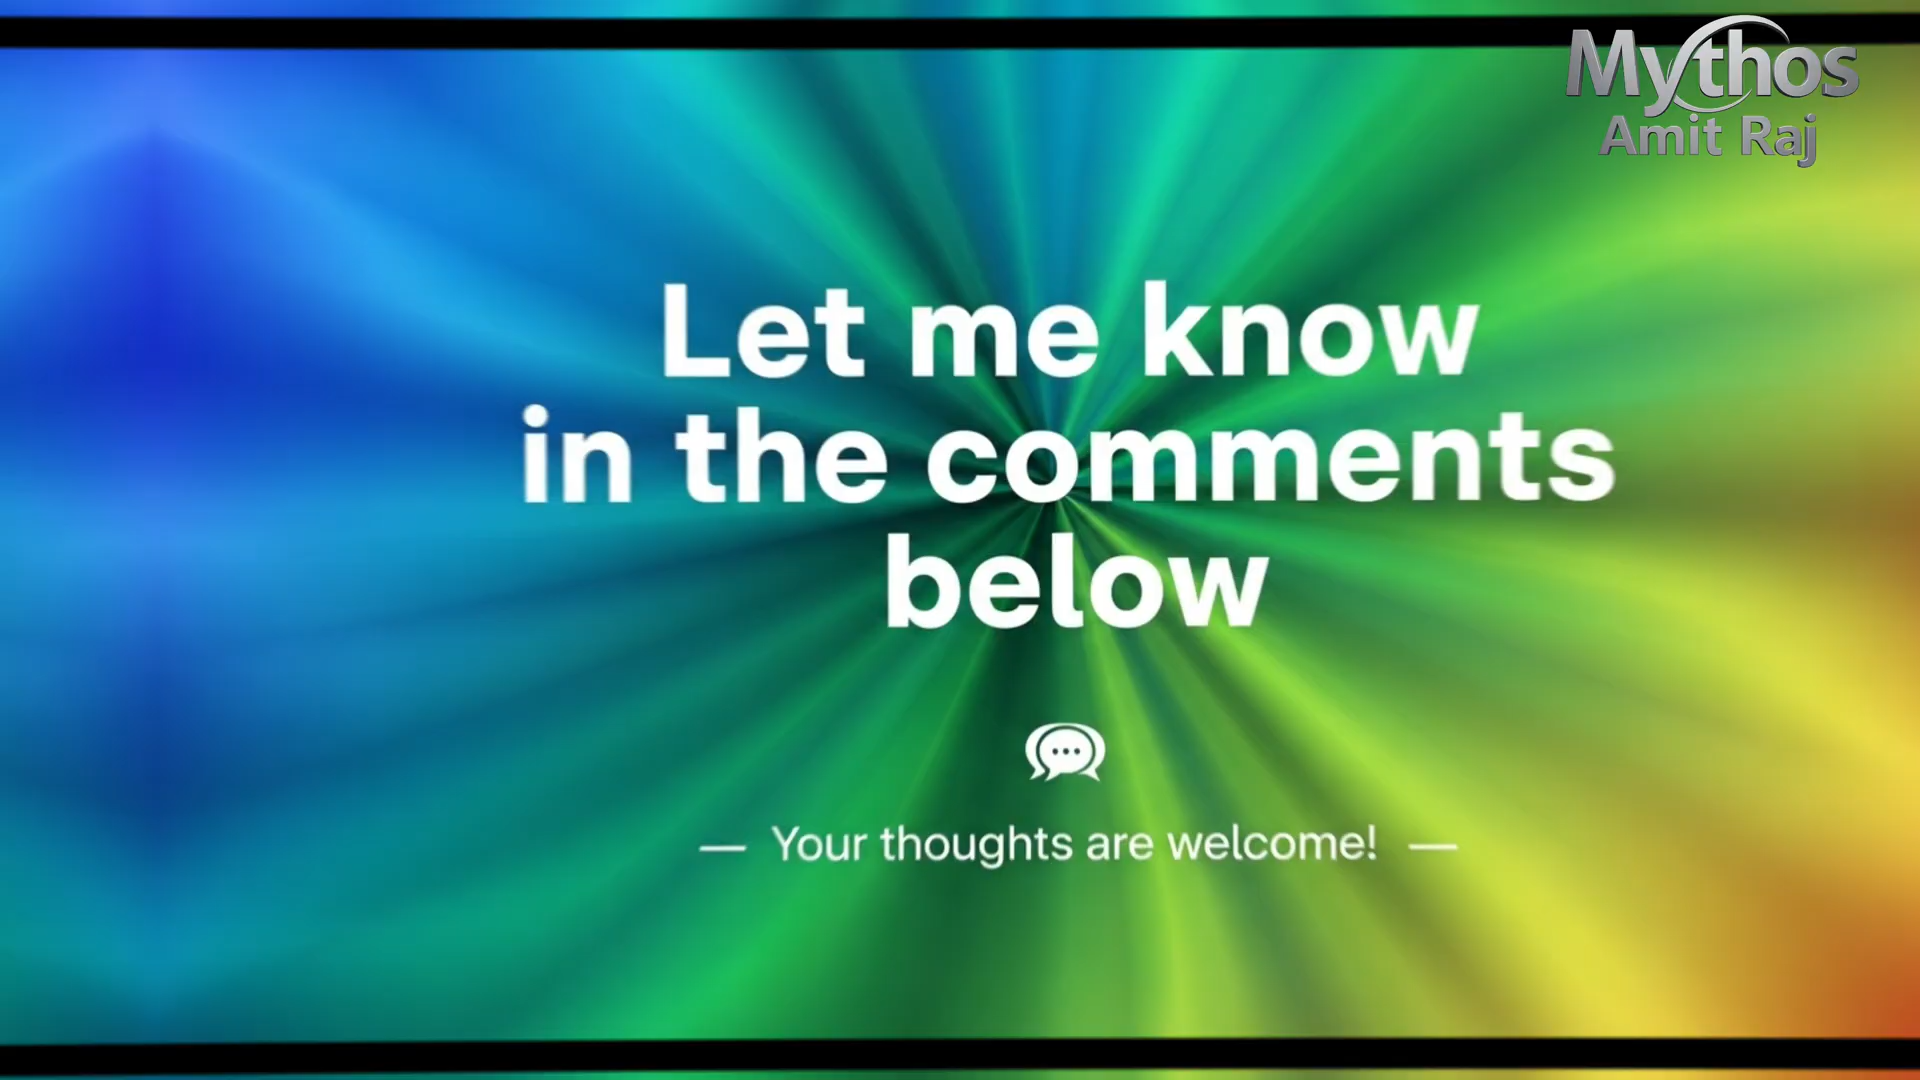 Mythos
Amit Raj
Let me know
in the comments
below
— Your thoughts are welcome! —